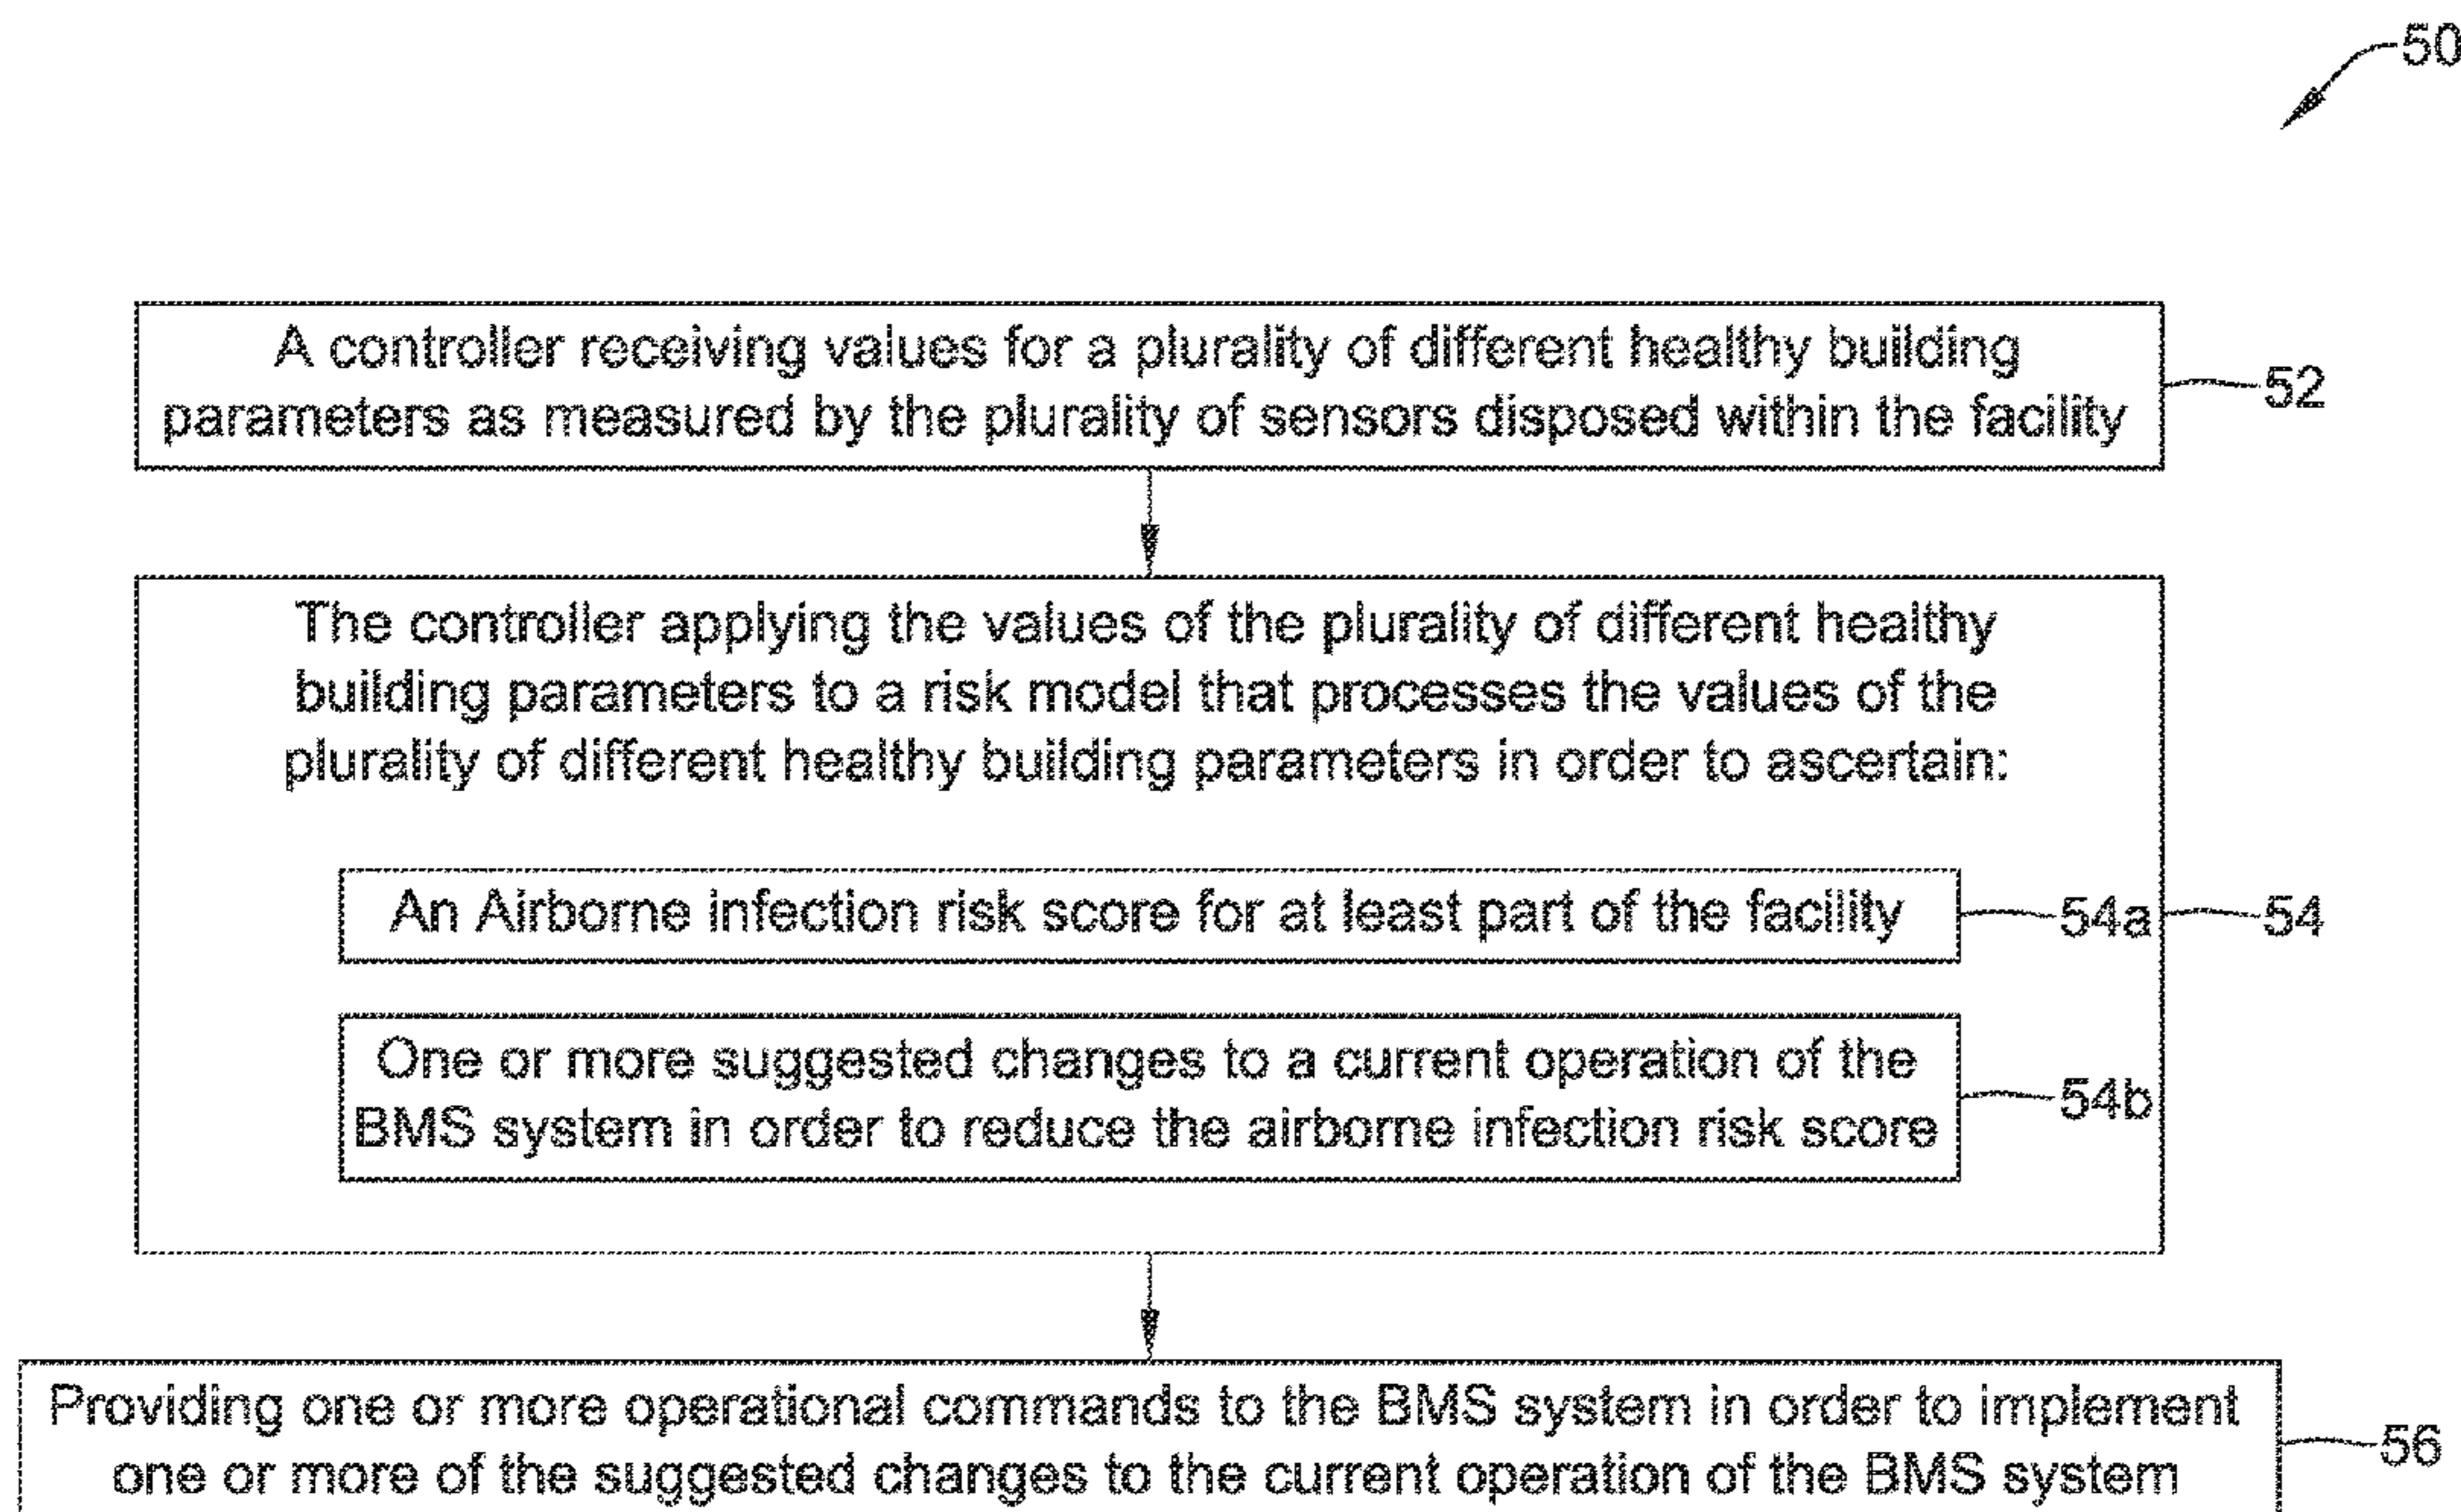 50
A controller receiving values for a plurality of different healthy building
parameters as measured by the plurality of sensors disposed within the facility
52
The controller applying the values of the plurality of different healthy
building parameters to a risk model that processes the values of the
plurality of different healthy building parameters in order to ascertain:
An Airborne infection risk score for at least part of the facility
54a
54
One or more suggested changes to a current operation of the
BMS system in order to reduce the airborne infection risk score
54b
Providing one or more operational commands to the BMS system in order to implement
one or more of the suggested changes to the current operation of the BMS system
56